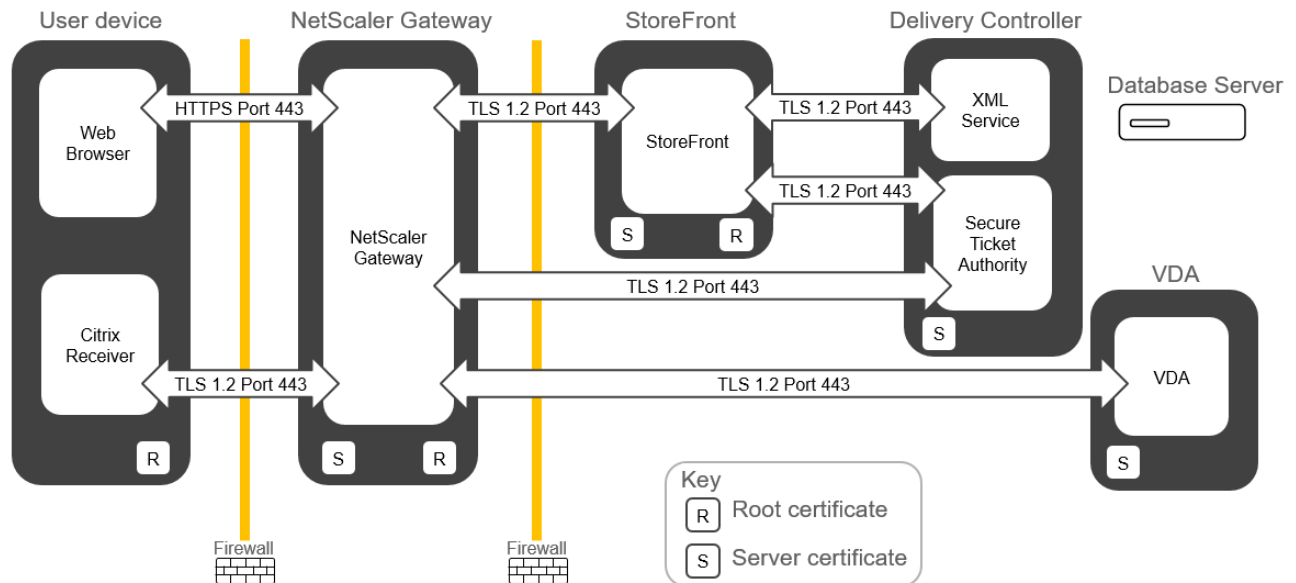 User device
NetScaler Gateway
StoreFront
Delivery Controller
Database Server
Web
Browser
HTTPS Port 443
TLS 1.2 Port 443
StoreFront
TLS 1.2 Port 443
XML
Service
TLS 1.2 Port 443
S
R
NetScaler
Gateway
Secure
Ticket
Authority
TLS 1.2 Port 443
VDA
Citrix
Receiver
S
TLS 1.2 Port 443
TLS 1.2 Port 443
VDA
R
S
R
S
Key
R
Root certificate
S
Server certificate
Firewall
Firewall